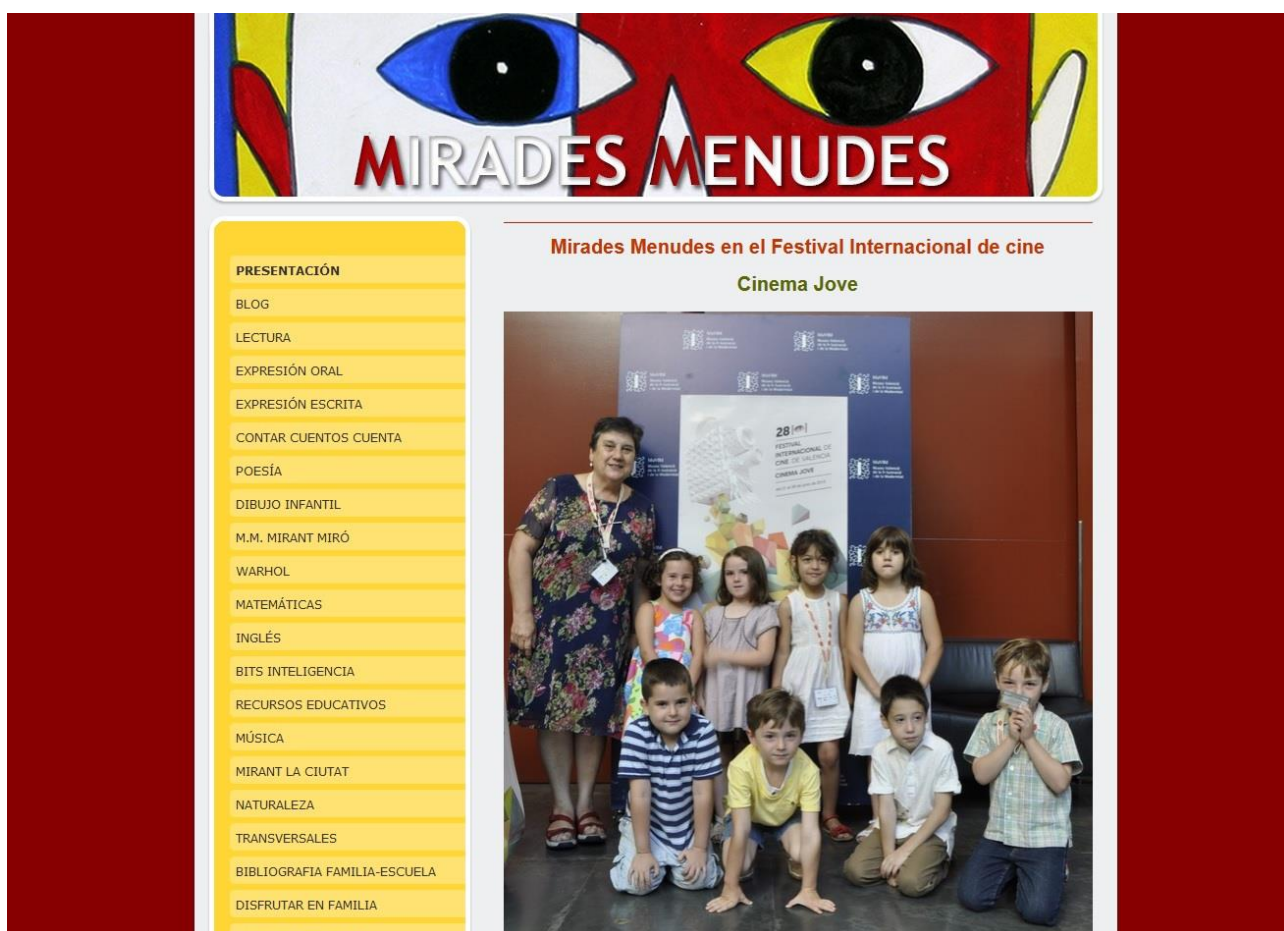 MIRADES MENUDES
PRESENTACIÓN
BLOG
LECTURA
EXPRESIÓN ORAL
EXPRESIÓN ESCRITA
CONTAR CUENTOS CUENTA
POESÍA
DIBUJO INFANTIL
M.M. MIRANT MIRÓ
WARHOL
MATEMÁTICAS
INGLÉS
BITS INTELIGENCIA
RECURSOS EDUCATIVOS
MÚSICA
MIRANT LA CIUTAT
NATURALEZA
TRANSVERSALES
BIBLIOGRAFIA FAMILIA-ESCUELA
DISFRUTAR EN FAMILIA
Mirades Menudes en el Festival Internacional de cine
Cinema Jove
28
FESTIVAL
INTERNACIONAL DE
CINE DE VALENCIA
CINEMA JOVE